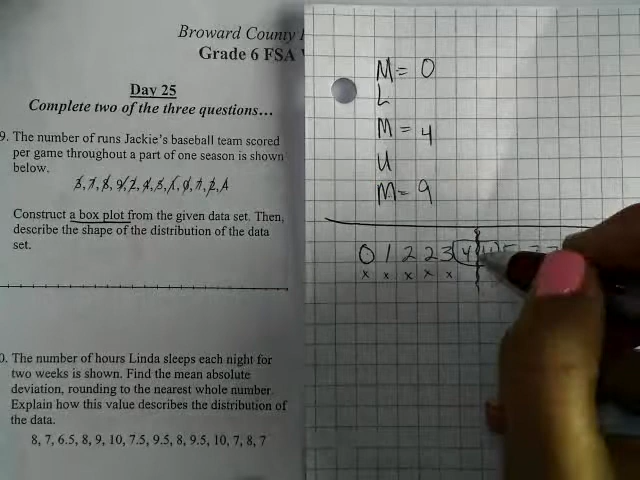 Broward County
Grade 6 FSA
Day 25
Complete two of the three questions…
9. The number of runs Jackie's baseball team scored
per game throughout a part of one season is shown
below.
Construct a box plot from the given data set. Then,
describe the shape of the distribution of the data
set.
0. The number of hours Linda sleeps each night for
two weeks is shown. Find the mean absolute
deviation, rounding to the nearest whole number.
Explain how this value describes the distribution of
the data.
8, 7, 6.5, 8, 9, 10, 7.5, 9.5, 8, 9.5, 10, 7, 8, 7
M = 0
L
M = 4
U
M = 9
0 1 2 2 3 4
x x x x x